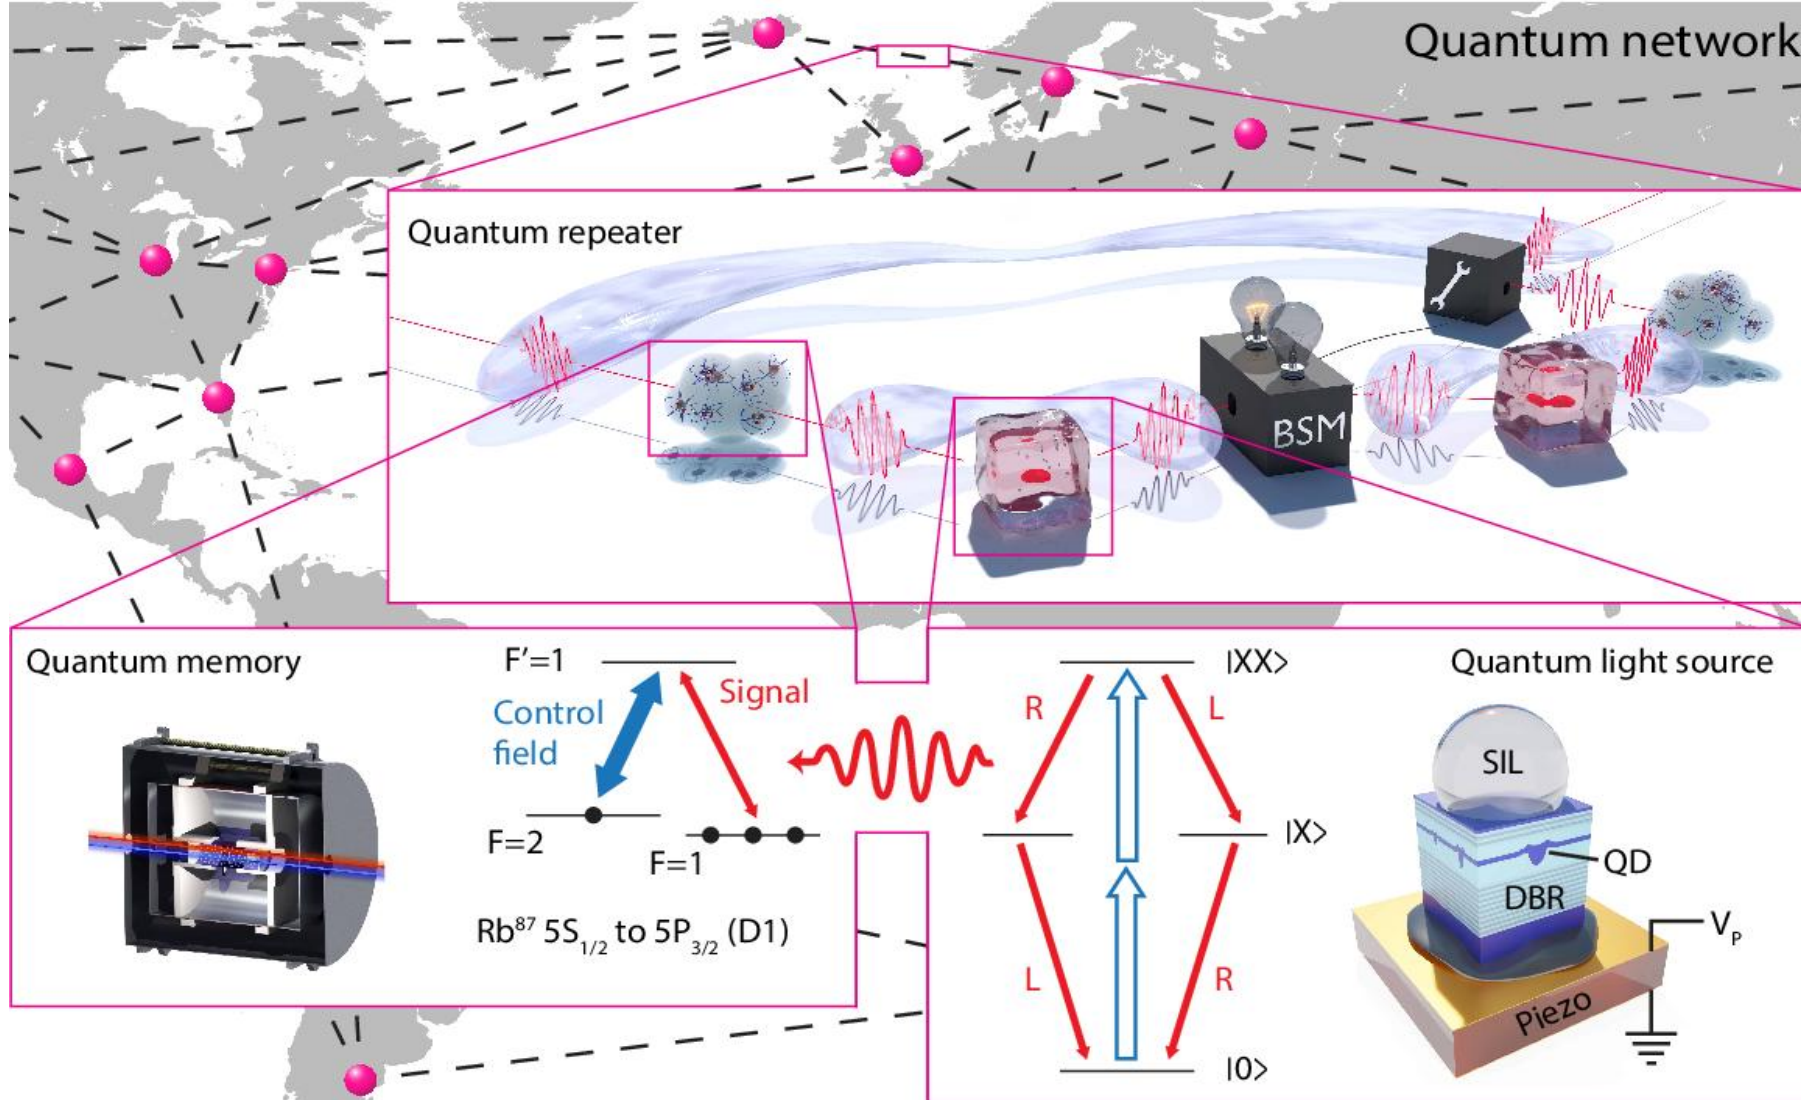 Quantum network
Quantum repeater
BSM
Quantum memory
F'=1
Signal
Control
field
F=2
F=1
Rb⁸⁷ 5S₁/₂ to 5P₃/₂ (D1)
Quantum light source
|XX>
R
L
|X>
L
R
|0>
SIL
QD
DBR
V_P
Piezo